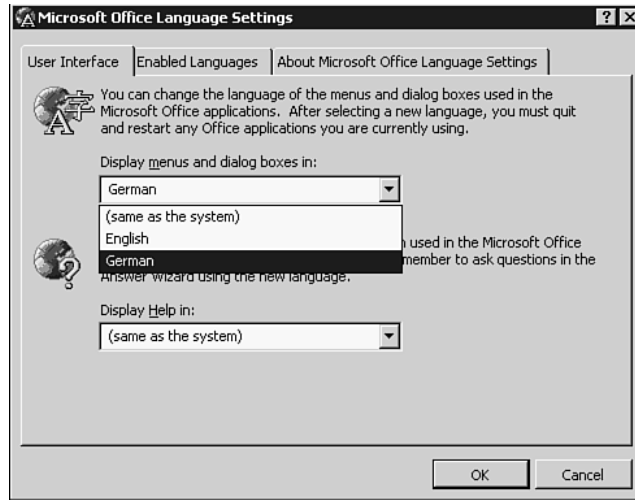 Microsoft Office Language Settings
User Interface
Enabled Languages
About Microsoft Office Language Settings
You can change the language of the menus and dialog boxes used in the
Microsoft Office applications. After selecting a new language, you must quit
and restart any Office applications you are currently using.
Display menus and dialog boxes in:
German
(same as the system)
English
German
used in the Microsoft Office
member to ask questions in the
Answer Wizard using the new language.
Display Help in:
(same as the system)
OK
Cancel